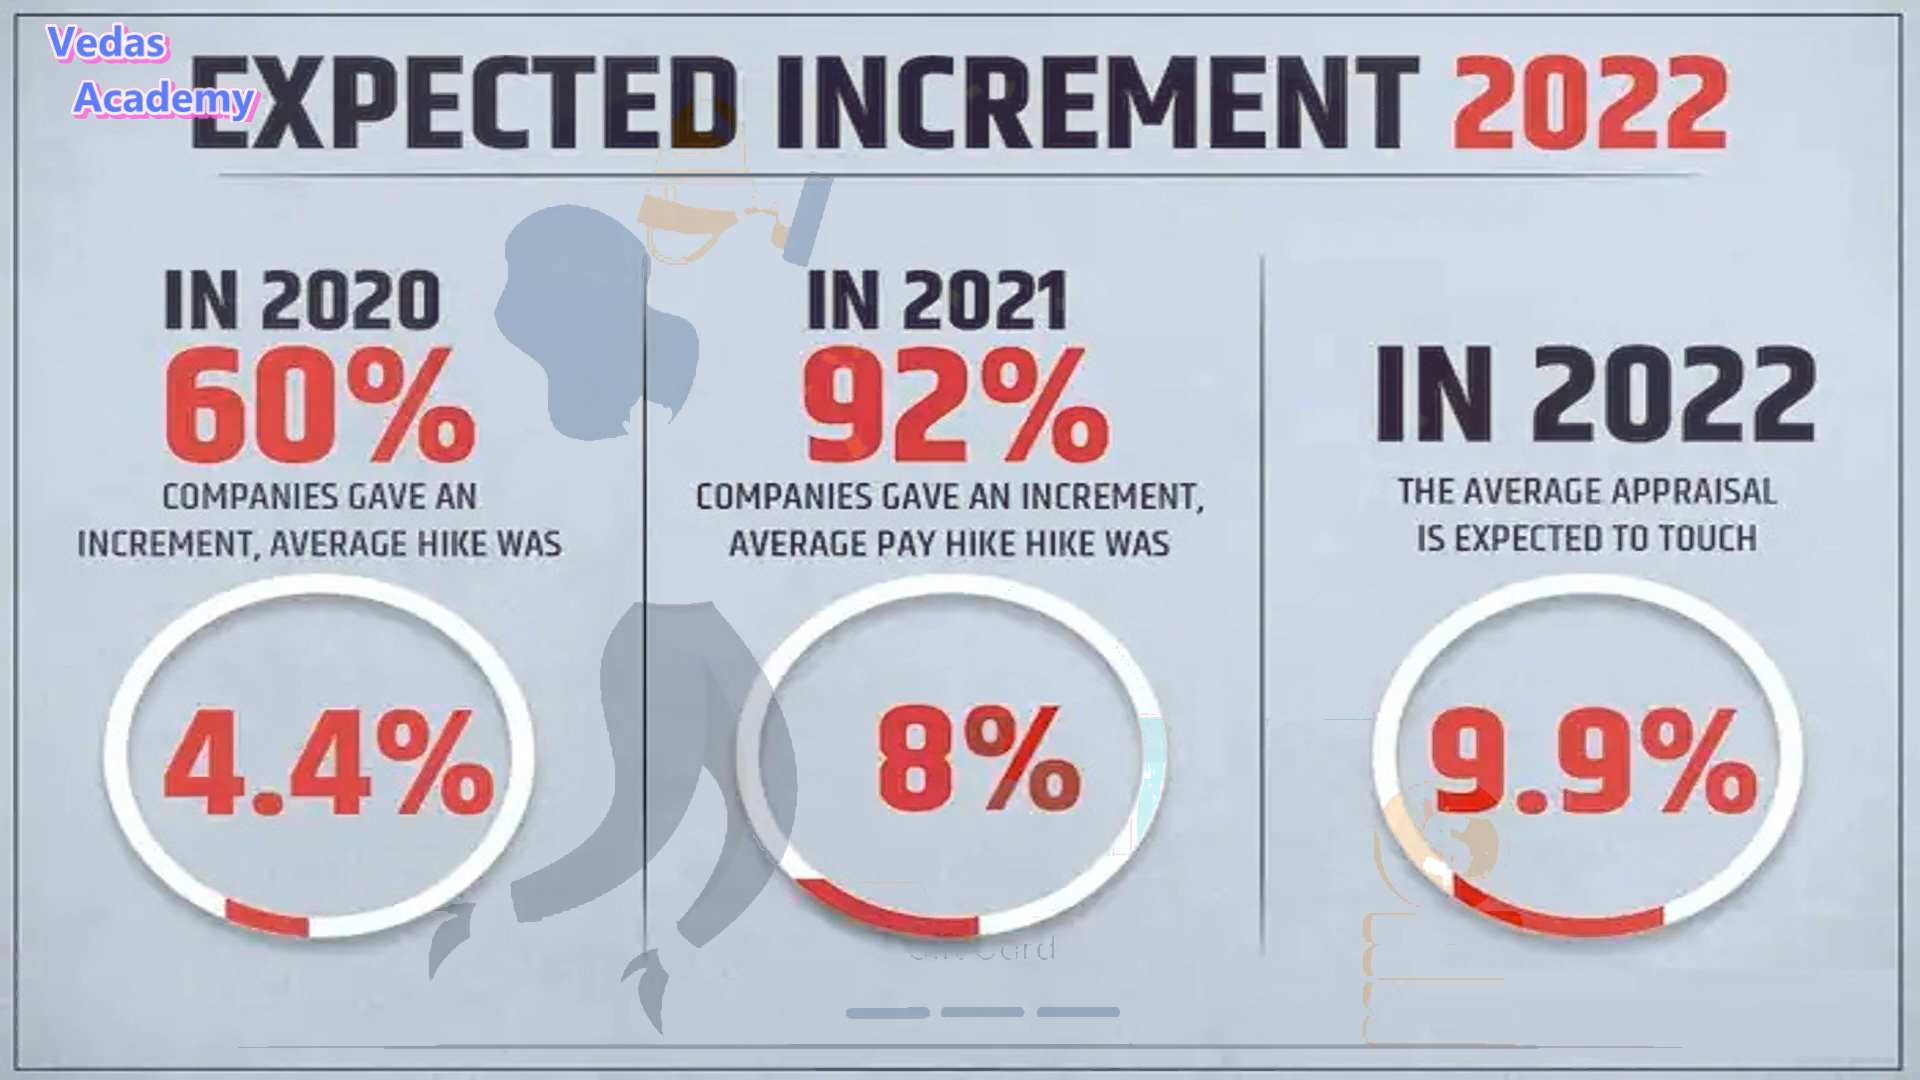 Vedas
Academy
EXPECTED INCREMENT 2022
IN 2020
60%
COMPANIES GAVE AN
INCREMENT, AVERAGE HIKE WAS
4.4%
IN 2021
92%
COMPANIES GAVE AN INCREMENT,
AVERAGE PAY HIKE HIKE WAS
8%
IN 2022
THE AVERAGE APPRAISAL
IS EXPECTED TO TOUCH
9.9%